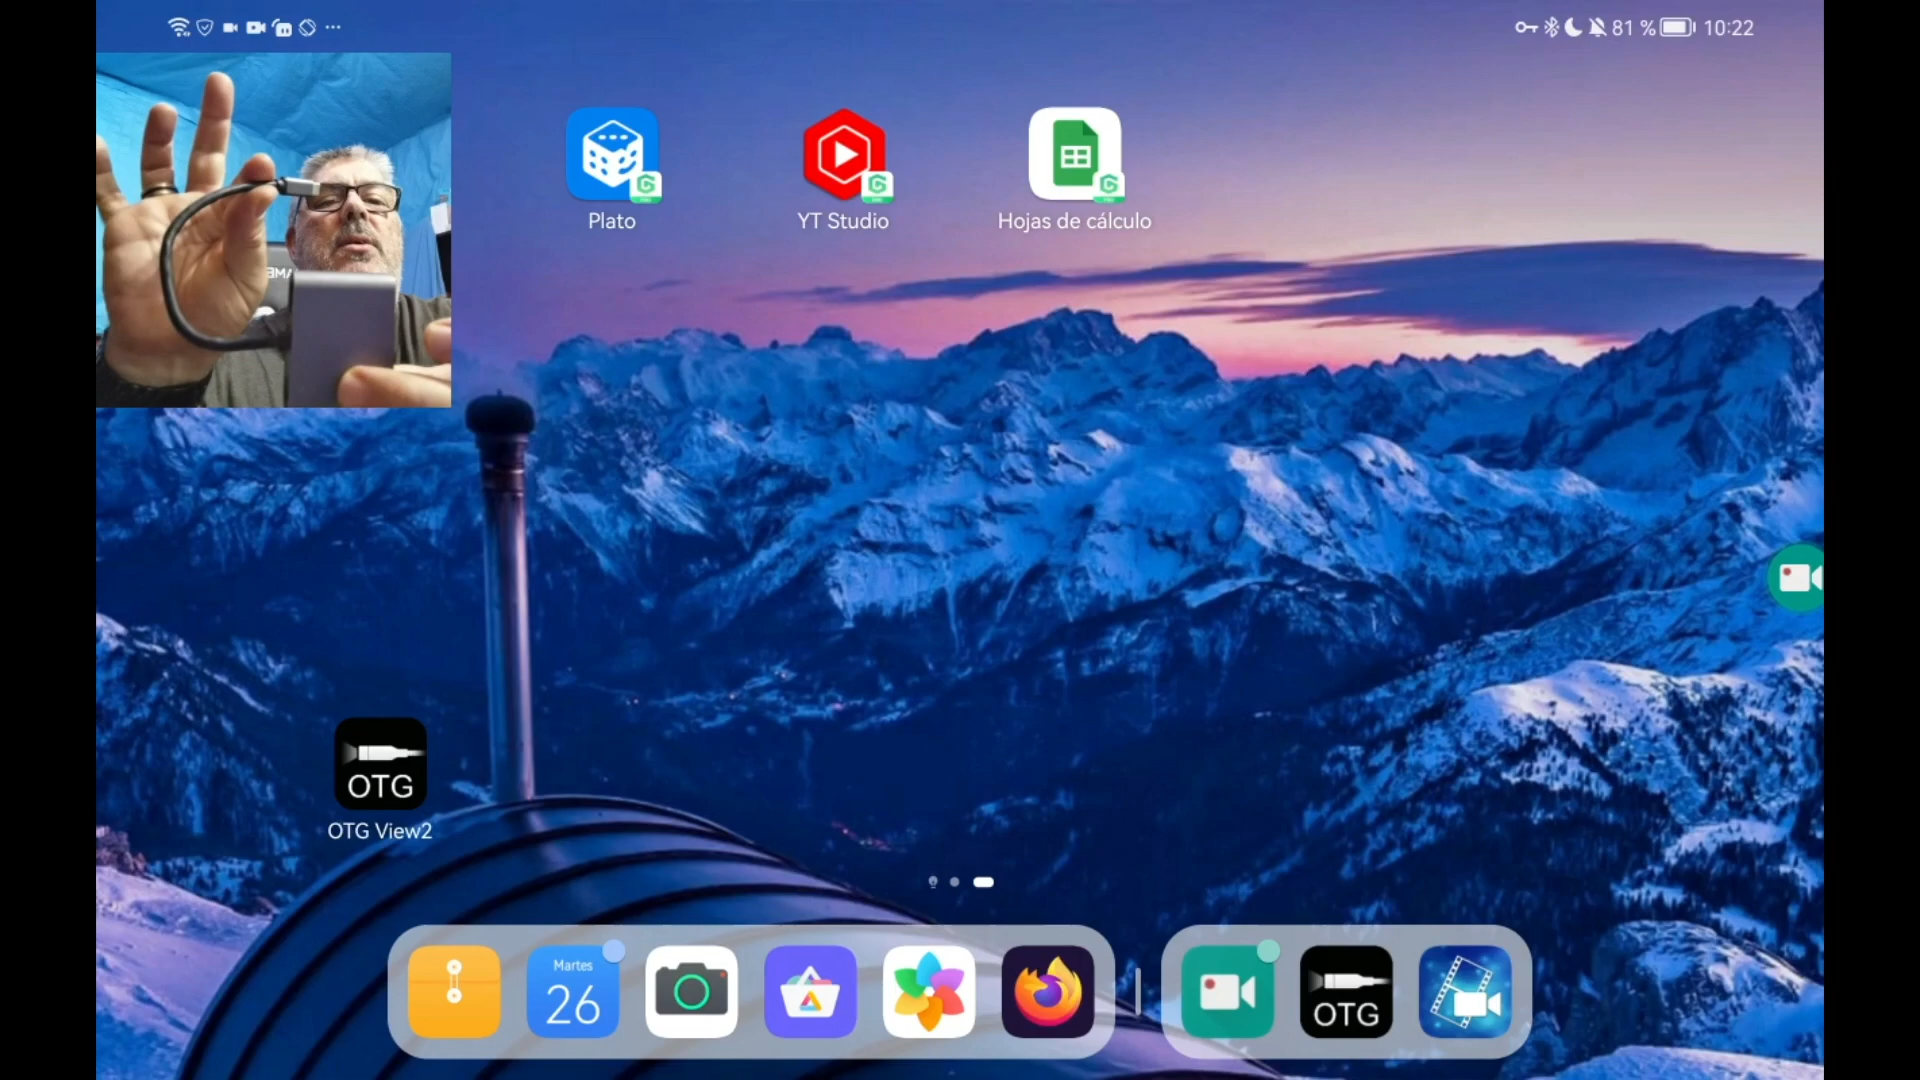 81 % 10:22
Plato
YT Studio
Hojas de cálculo
OTG
OTG View2
Martes
26
OTG